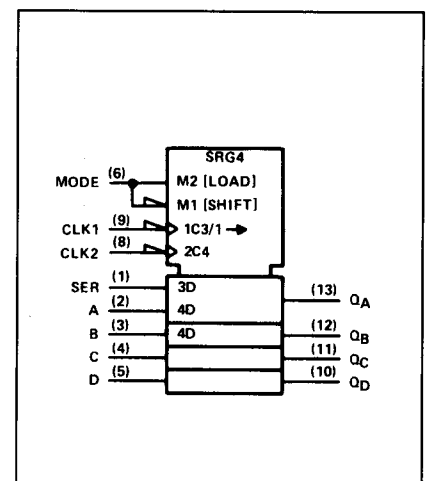 SRG4
MODE (6) M2 [LOAD]
M1 [SHIFT]
CLK1 (9) 1C3/1 →
CLK2 (8) 2C4
SER (1) 3D (13) QA
A (2) 4D
B (3) 4D (12) QB
C (4) (11) QC
D (5) (10) QD